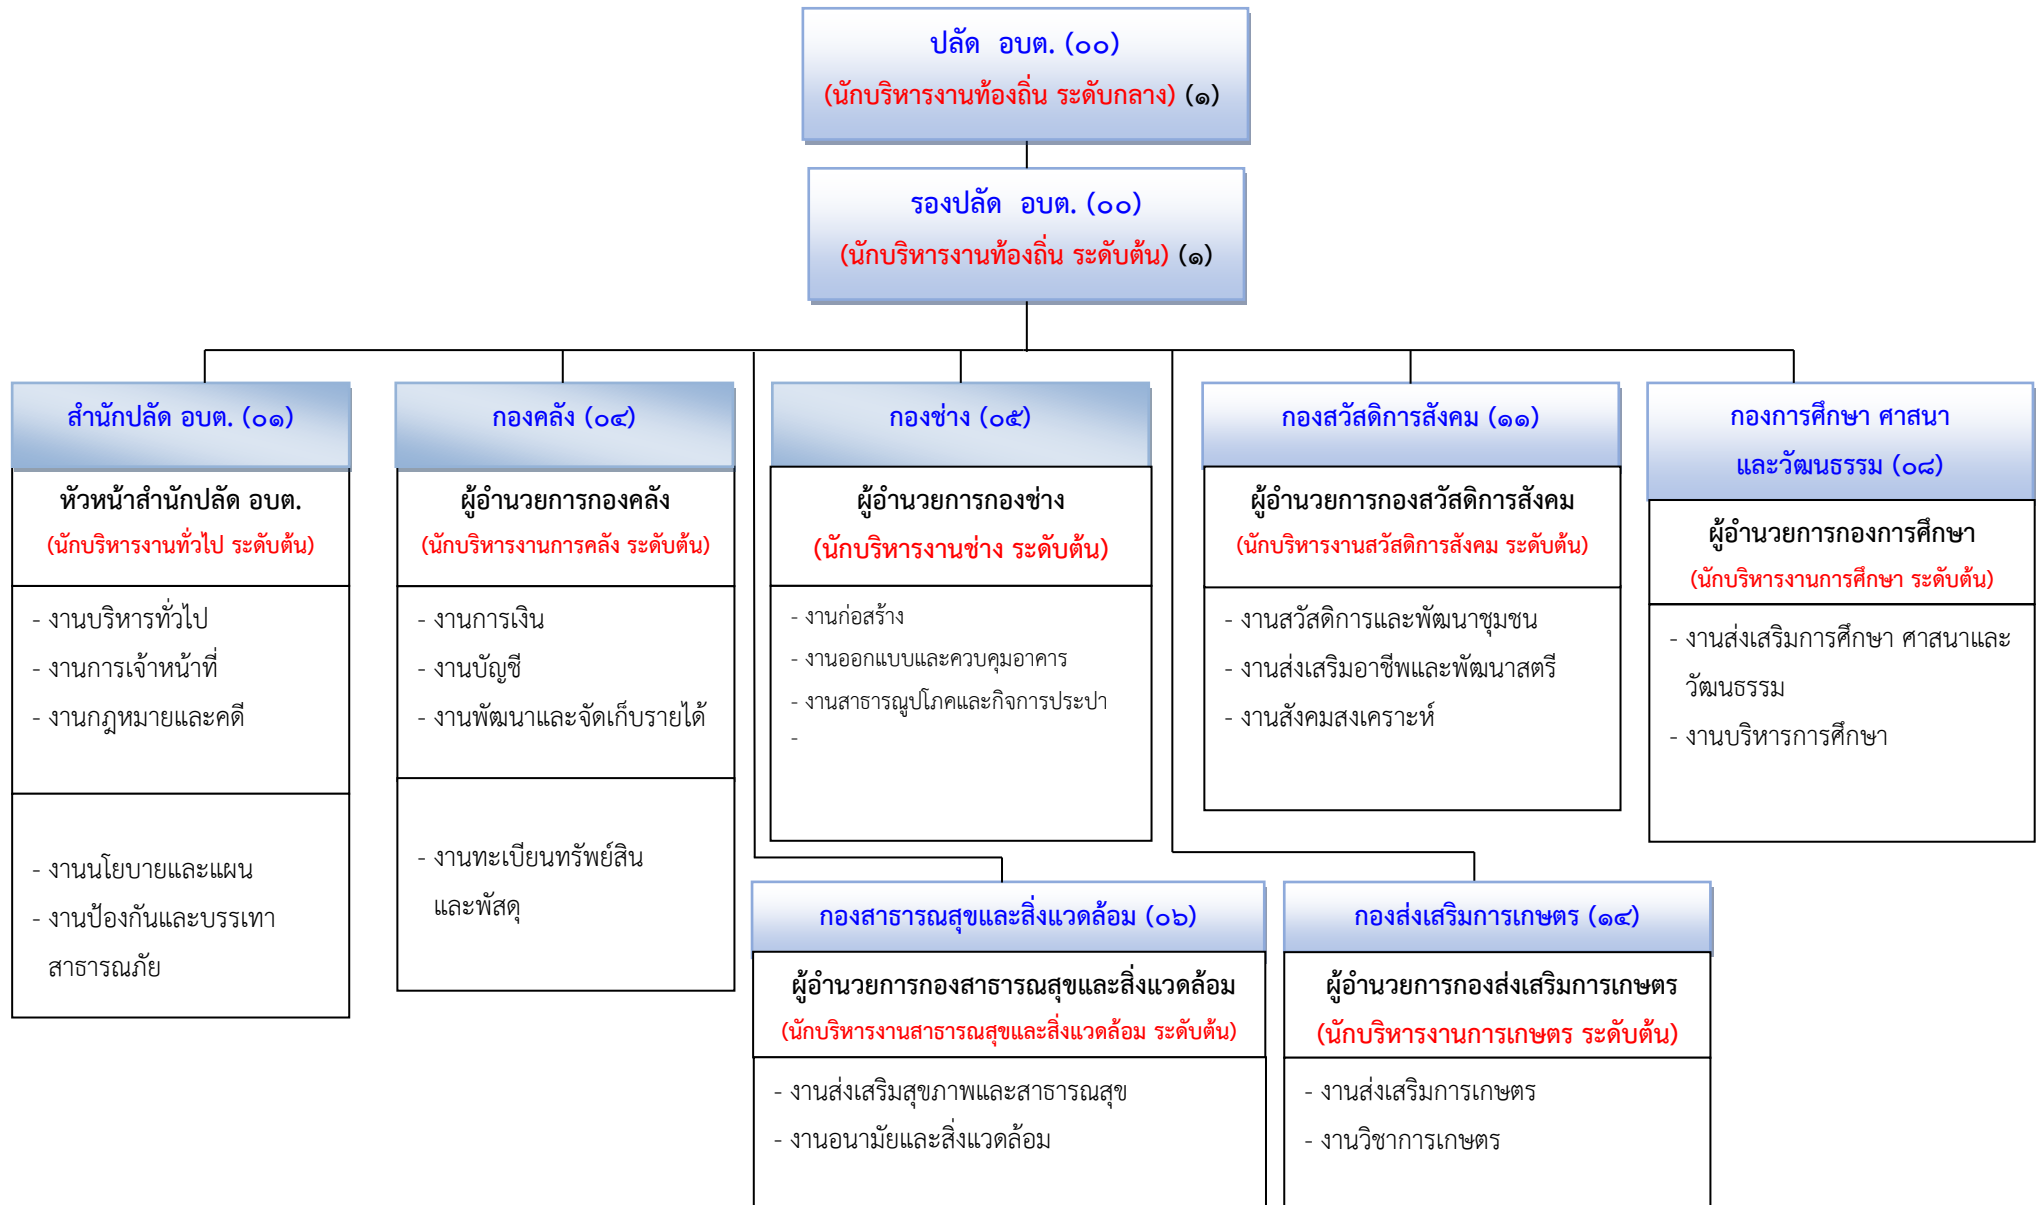 ปลัด อบต. (๐๐)
(นักบริหารงานท้องถิ่น ระดับกลาง) (๑)
รองปลัด อบต. (๐๐)
(นักบริหารงานท้องถิ่น ระดับต้น) (๑)
สำนักปลัด อบต. (๐๑)
หัวหน้าสำนักปลัด อบต.
(นักบริหารงานทั่วไป ระดับต้น)
- งานบริหารทั่วไป
- งานการเจ้าหน้าที่
- งานกฎหมายและคดี
- งานนโยบายและแผน
- งานป้องกันและบรรเทา
สาธารณภัย
กองคลัง (๐๔)
ผู้อำนวยการกองคลัง
(นักบริหารงานการคลัง ระดับต้น)
- งานการเงิน
- งานบัญชี
- งานพัฒนาและจัดเก็บรายได้
- งานทะเบียนทรัพย์สิน
และพัสดุ
กองช่าง (๐๕)
ผู้อำนวยการกองช่าง
(นักบริหารงานช่าง ระดับต้น)
- งานก่อสร้าง
- งานออกแบบและควบคุมอาคาร
- งานสาธารณูปโภคและกิจการประปา
-
กองสวัสดิการสังคม (๑๑)
ผู้อำนวยการกองสวัสดิการสังคม
(นักบริหารงานสวัสดิการสังคม ระดับต้น)
- งานสวัสดิการและพัฒนาชุมชน
- งานส่งเสริมอาชีพและพัฒนาสตรี
- งานสังคมสงเคราะห์
กองการศึกษา ศาสนา
และวัฒนธรรม (๐๘)
ผู้อำนวยการกองการศึกษา
(นักบริหารงานการศึกษา ระดับต้น)
- งานส่งเสริมการศึกษา ศาสนาและ
วัฒนธรรม
- งานบริหารการศึกษา
กองสาธารณสุขและสิ่งแวดล้อม (๐๖)
ผู้อำนวยการกองสาธารณสุขและสิ่งแวดล้อม
(นักบริหารงานสาธารณสุขและสิ่งแวดล้อม ระดับต้น)
- งานส่งเสริมสุขภาพและสาธารณสุข
- งานอนามัยและสิ่งแวดล้อม
กองส่งเสริมการเกษตร (๑๔)
ผู้อำนวยการกองส่งเสริมการเกษตร
(นักบริหารงานการเกษตร ระดับต้น)
- งานส่งเสริมการเกษตร
- งานวิชาการเกษตร